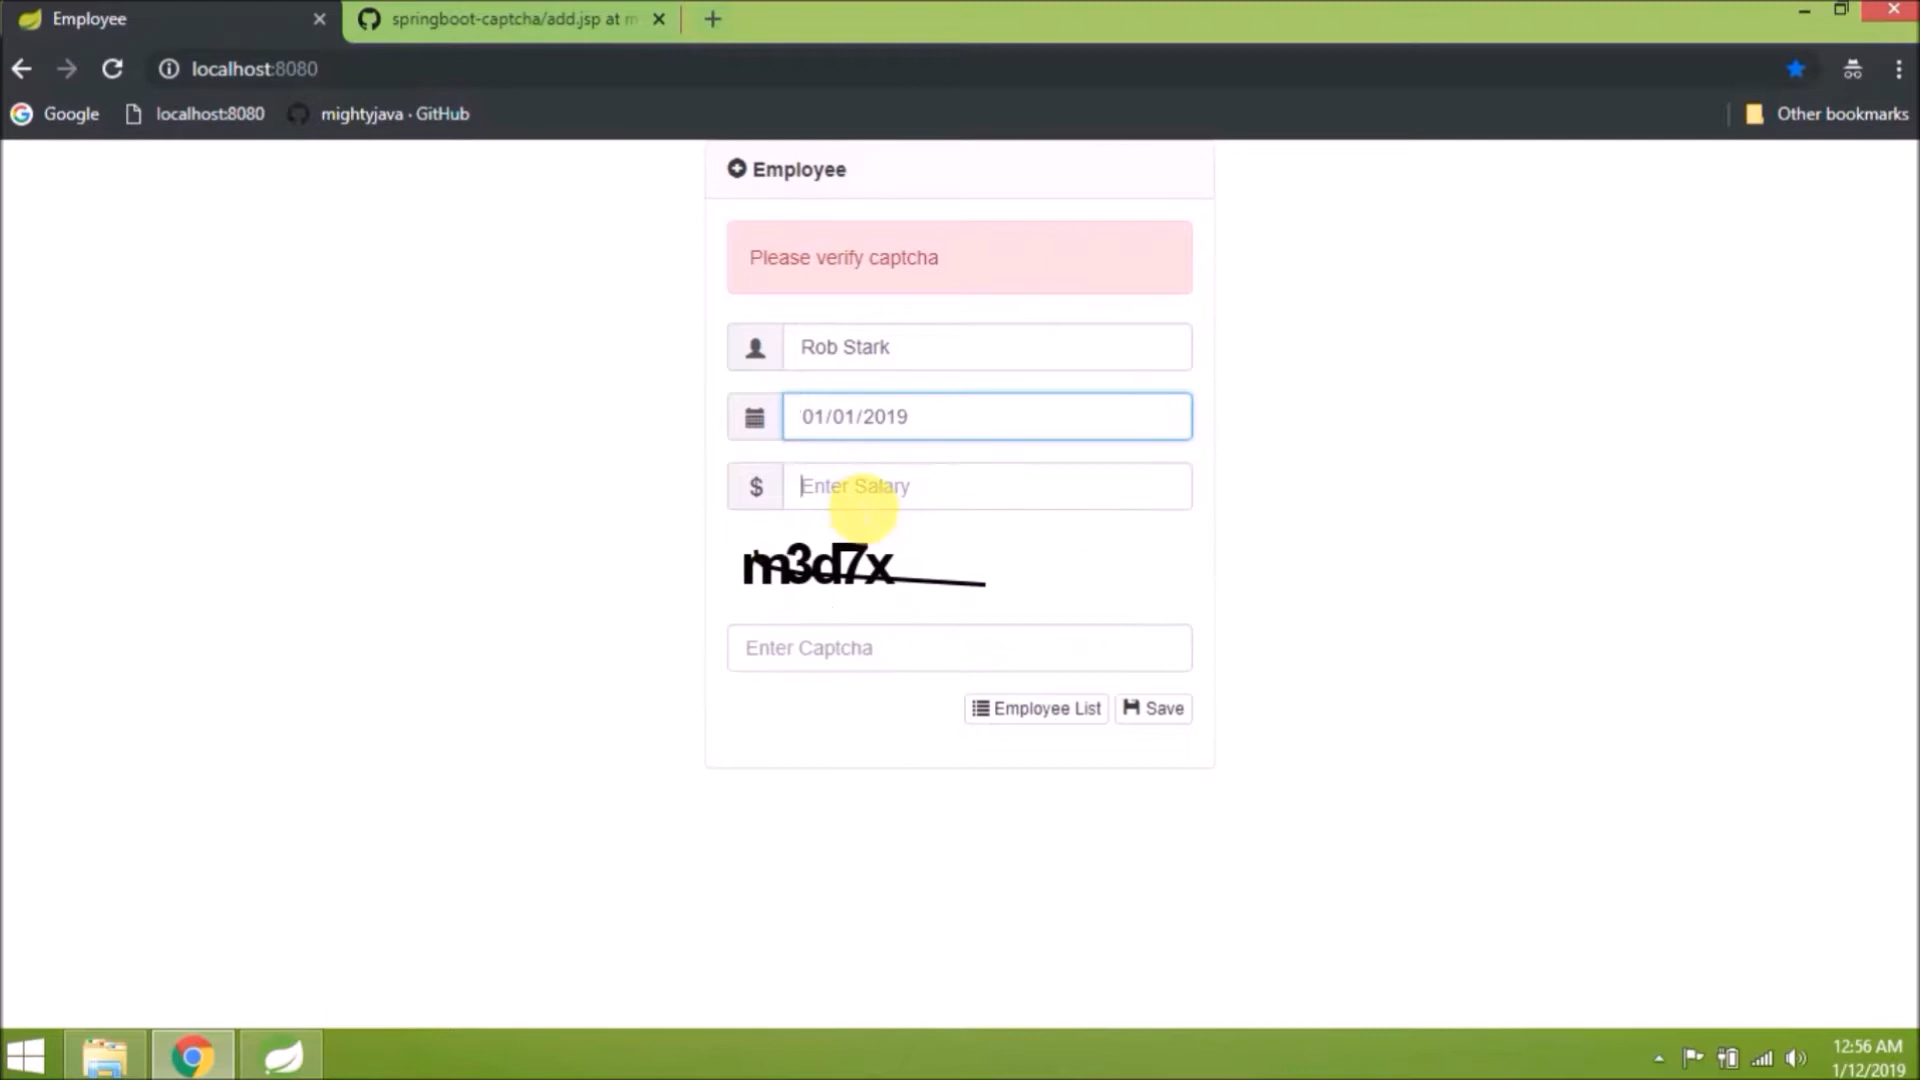 Employee
springboot-captcha/add.jsp at m
localhost:8080
Google
localhost:8080
mightyjava · GitHub
Other bookmarks
Employee
Please verify captcha
Rob Stark
01/01/2019
$
Enter Salary
m3d7x
Enter Captcha
Employee List
Save
12:56 AM
1/12/2019